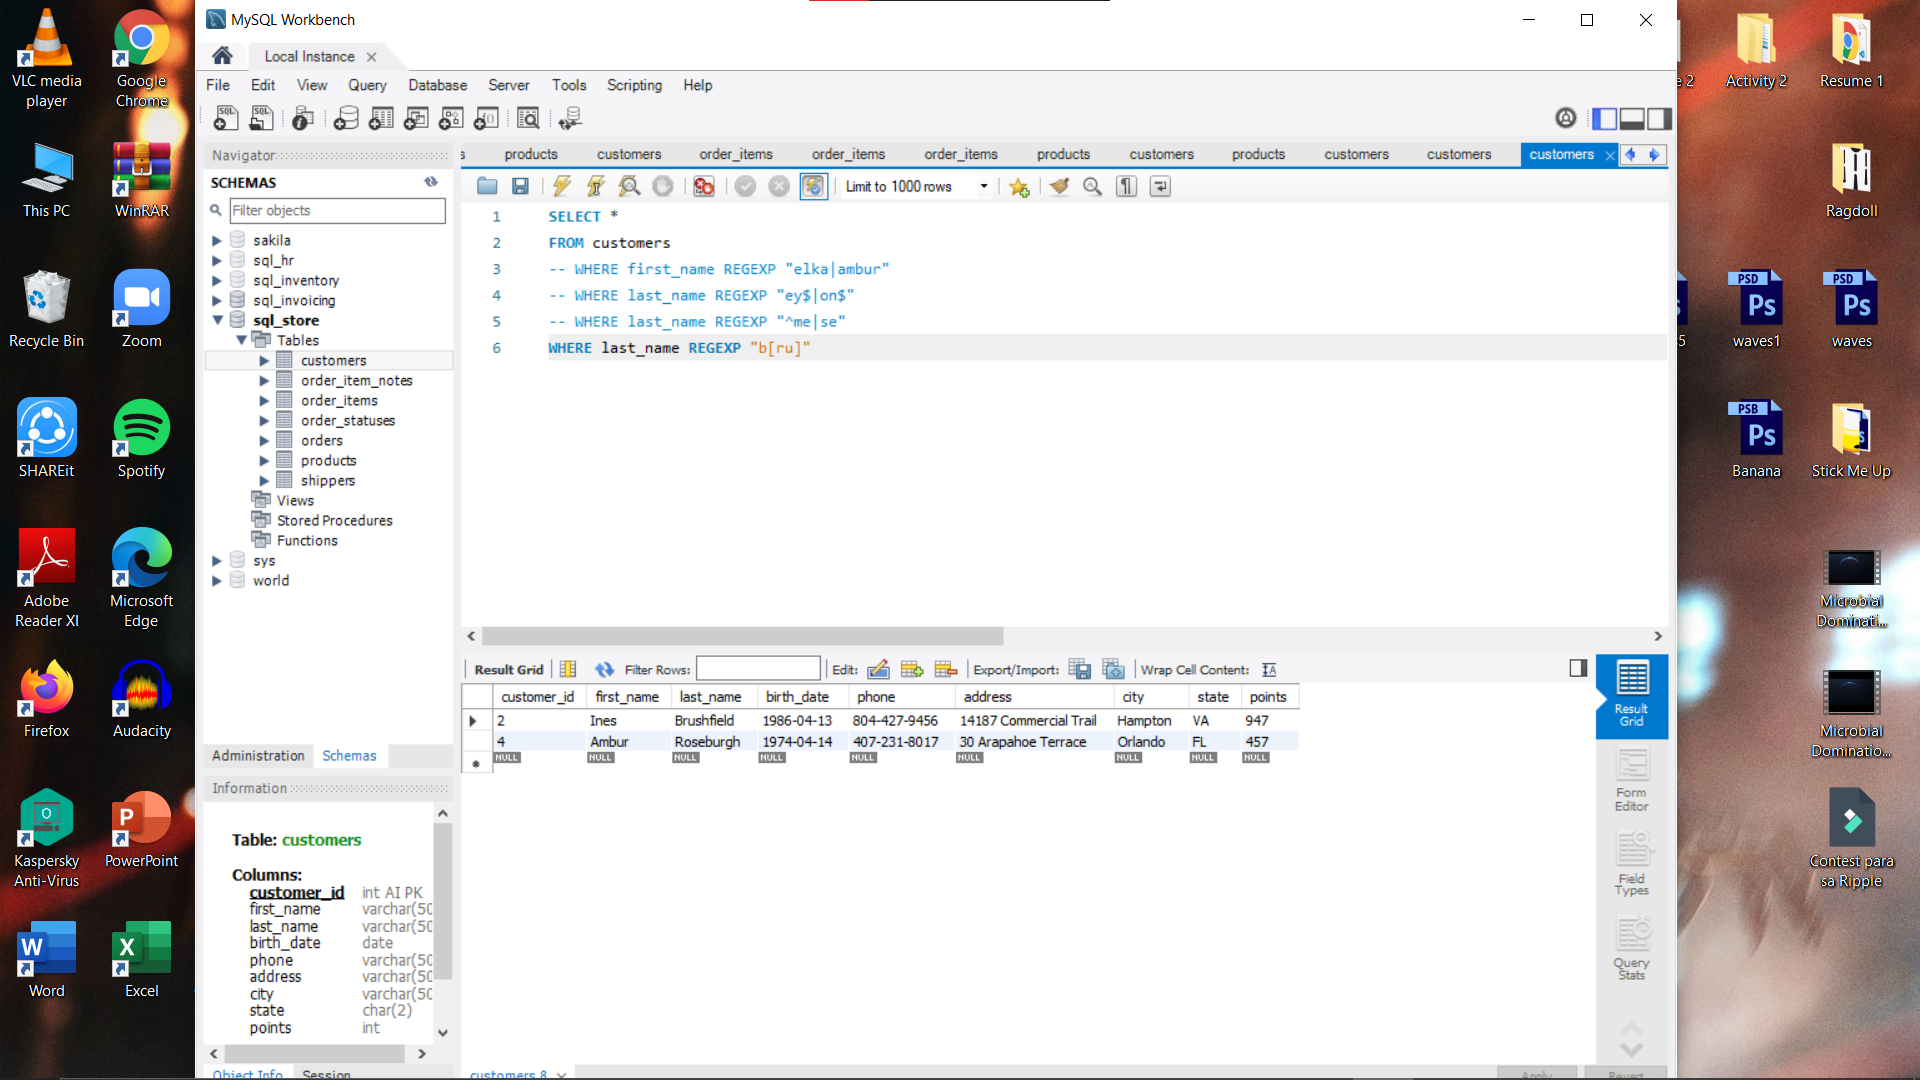 VLC media player
Google Chrome
This PC
WinRAR
Recycle Bin
Zoom
SHAREit
Spotify
Adobe Reader XI
Microsoft Edge
Firefox
Audacity
Kaspersky Anti-Virus
PowerPoint
Word
Excel
MySQL Workbench
Local Instance
File Edit View Query Database Server Tools Scripting Help
Navigator
SCHEMAS
Filter objects
sakila
sql_hr
sql_inventory
sql_invoicing
sql_store
Tables
customers
order_item_notes
order_items
order_statuses
orders
products
shippers
Views
Stored Procedures
Functions
sys
world
Administration Schemas
Information
Table: customers
Columns:
customer_id int AI PK
first_name varchar(50
last_name varchar(50
birth_date date
phone varchar(50
address varchar(50
city varchar(50
state char(2)
points int
Object Info Session
s products customers order_items order_items order_items products customers products customers customers customers
Limit to 1000 rows
1 SELECT *
2 FROM customers
3 -- WHERE first_name REGEXP "elka|ambur"
4 -- WHERE last_name REGEXP "ey$|on$"
5 -- WHERE last_name REGEXP "^me|se"
6 WHERE last_name REGEXP "b[ru]"
Result Grid Filter Rows: Edit: Export/Import: Wrap Cell Content:
customer_id first_name last_name birth_date phone address city state points
2 Ines Brushfield 1986-04-13 804-427-9456 14187 Commercial Trail Hampton VA 947
4 Ambur Roseburgh 1974-04-14 407-231-8017 30 Arapahoe Terrace Orlando FL 457
NULL NULL NULL NULL NULL NULL NULL NULL NULL
Result Grid
Form Editor
Field Types
Query Stats
customers 8
Apply Revert
e 2
Activity 2
Resume 1
Ragdoll
5
PSD Ps
waves1
PSD Ps
waves
PSB Ps
Banana
Stick Me Up
Microbial Dominati...
Microbial Dominatio...
Contest para sa Ripple